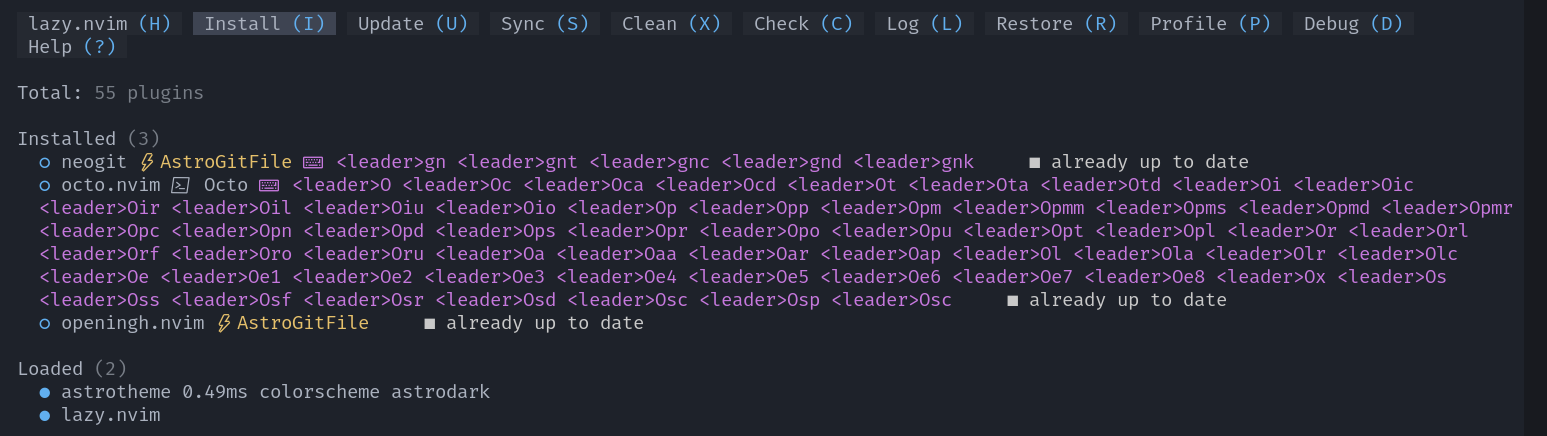 lazy.nvim (H) Install (I) Update (U) Sync (S) Clean (X) Check (C) Log (L) Restore (R) Profile (P) Debug (D)
Help (?)
Total: 55 plugins
Installed (3)
neogit AstroGitFile <leader>gn <leader>gnt <leader>gnc <leader>gnd <leader>gnk ■ already up to date
octo.nvim Octo <leader>O <leader>Oc <leader>Oca <leader>Ocd <leader>Ot <leader>Ota <leader>Otd <leader>Oi <leader>Oic
<leader>Oir <leader>Oil <leader>Oiu <leader>Oio <leader>Op <leader>Opp <leader>Opm <leader>Opmm <leader>Opms <leader>Opmd <leader>Opmr
<leader>Opc <leader>Opn <leader>Opd <leader>Ops <leader>Opr <leader>Opo <leader>Opu <leader>Opt <leader>Opl <leader>Or <leader>Orl
<leader>Orf <leader>Oro <leader>Oru <leader>Oa <leader>Oaa <leader>Oar <leader>Oap <leader>Ol <leader>Ola <leader>Olr <leader>Olc
<leader>Oe <leader>Oe1 <leader>Oe2 <leader>Oe3 <leader>Oe4 <leader>Oe5 <leader>Oe6 <leader>Oe7 <leader>Oe8 <leader>Ox <leader>Os
<leader>Oss <leader>Osf <leader>Osr <leader>Osd <leader>Osc <leader>Osp <leader>Osc ■ already up to date
openingh.nvim AstroGitFile ■ already up to date
Loaded (2)
astrotheme 0.49ms colorscheme astrodark
lazy.nvim